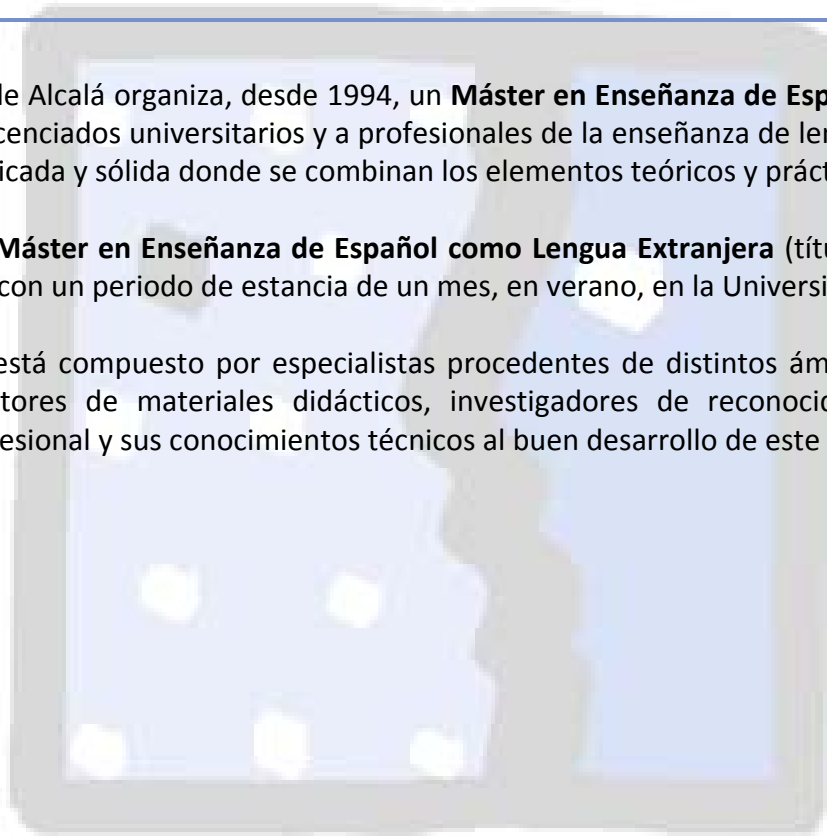 de Alcalá organiza, desde 1994, un Máster en Enseñanza de Esp
cenciados universitarios y a profesionales de la enseñanza de len
icada y sólida donde se combinan los elementos teóricos y práct
Máster en Enseñanza de Español como Lengua Extranjera (títu
con un periodo de estancia de un mes, en verano, en la Universi
está compuesto por especialistas procedentes de distintos ám
tores de materiales didácticos, investigadores de reconocid
esional y sus conocimientos técnicos al buen desarrollo de este